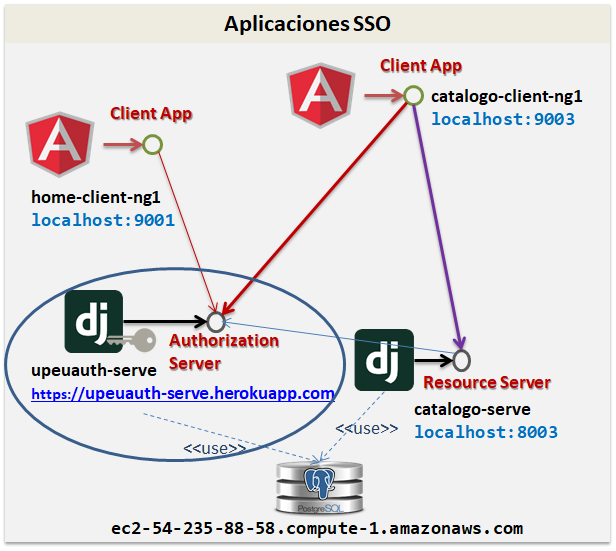 Aplicaciones SSO
Client App
catalogo-client-ng1
localhost:9003
Client App
home-client-ng1
localhost:9001
dj
Authorization
Server
upeuauth-serve
https://upeuauth-serve.herokuapp.com
dj
Resource Server
catalogo-serve
localhost:8003
<<use>>
<<use>>
PostgreSQL
ec2-54-235-88-58.compute-1.amazonaws.com